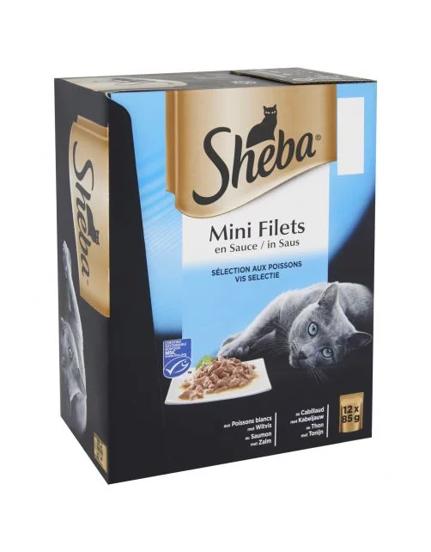 Sheba®
Mini Filets
en Sauce / in Saus
SÉLECTION AUX POISSONS
VIS SELECTIE
MSC
aux Poissons blancs
met Witvis
au Saumon
met Zalm
au Cabillaud
met Kabeljauw
au Thon
met Tonijn
12 x
85g
Sheba